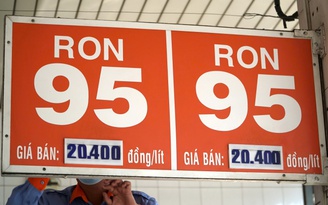 RON
95
GIÁ BÁN: 20.400 đồng/lít
RON
95
GIÁ BÁN: 20.400 đồng/lít